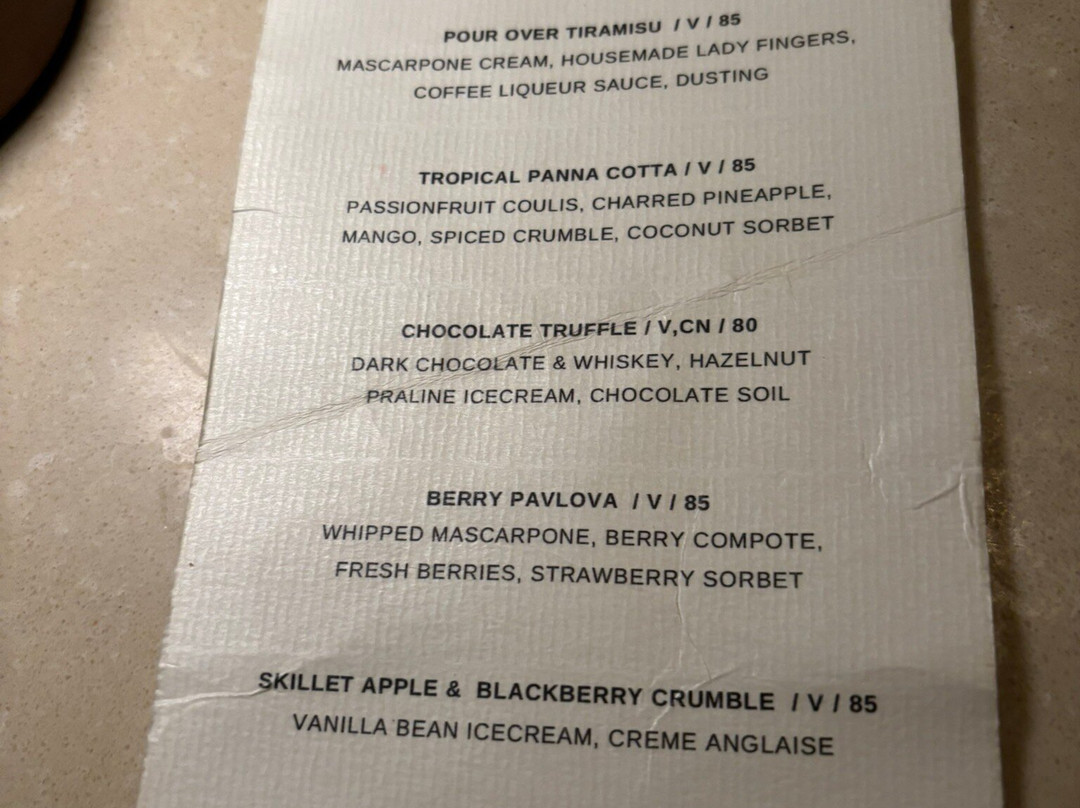 POUR OVER TIRAMISU / V / 85
MASCARPONE CREAM, HOUSEMADE LADY FINGERS,
COFFEE LIQUEUR SAUCE, DUSTING
TROPICAL PANNA COTTA / V / 85
PASSIONFRUIT COULIS, CHARRED PINEAPPLE,
MANGO, SPICED CRUMBLE, COCONUT SORBET
CHOCOLATE TRUFFLE / V,CN / 80
DARK CHOCOLATE & WHISKEY, HAZELNUT
PRALINE ICECREAM, CHOCOLATE SOIL
BERRY PAVLOVA / V / 85
WHIPPED MASCARPONE, BERRY COMPOTE,
FRESH BERRIES, STRAWBERRY SORBET
SKILLET APPLE & BLACKBERRY CRUMBLE / V / 85
VANILLA BEAN ICECREAM, CREME ANGLAISE